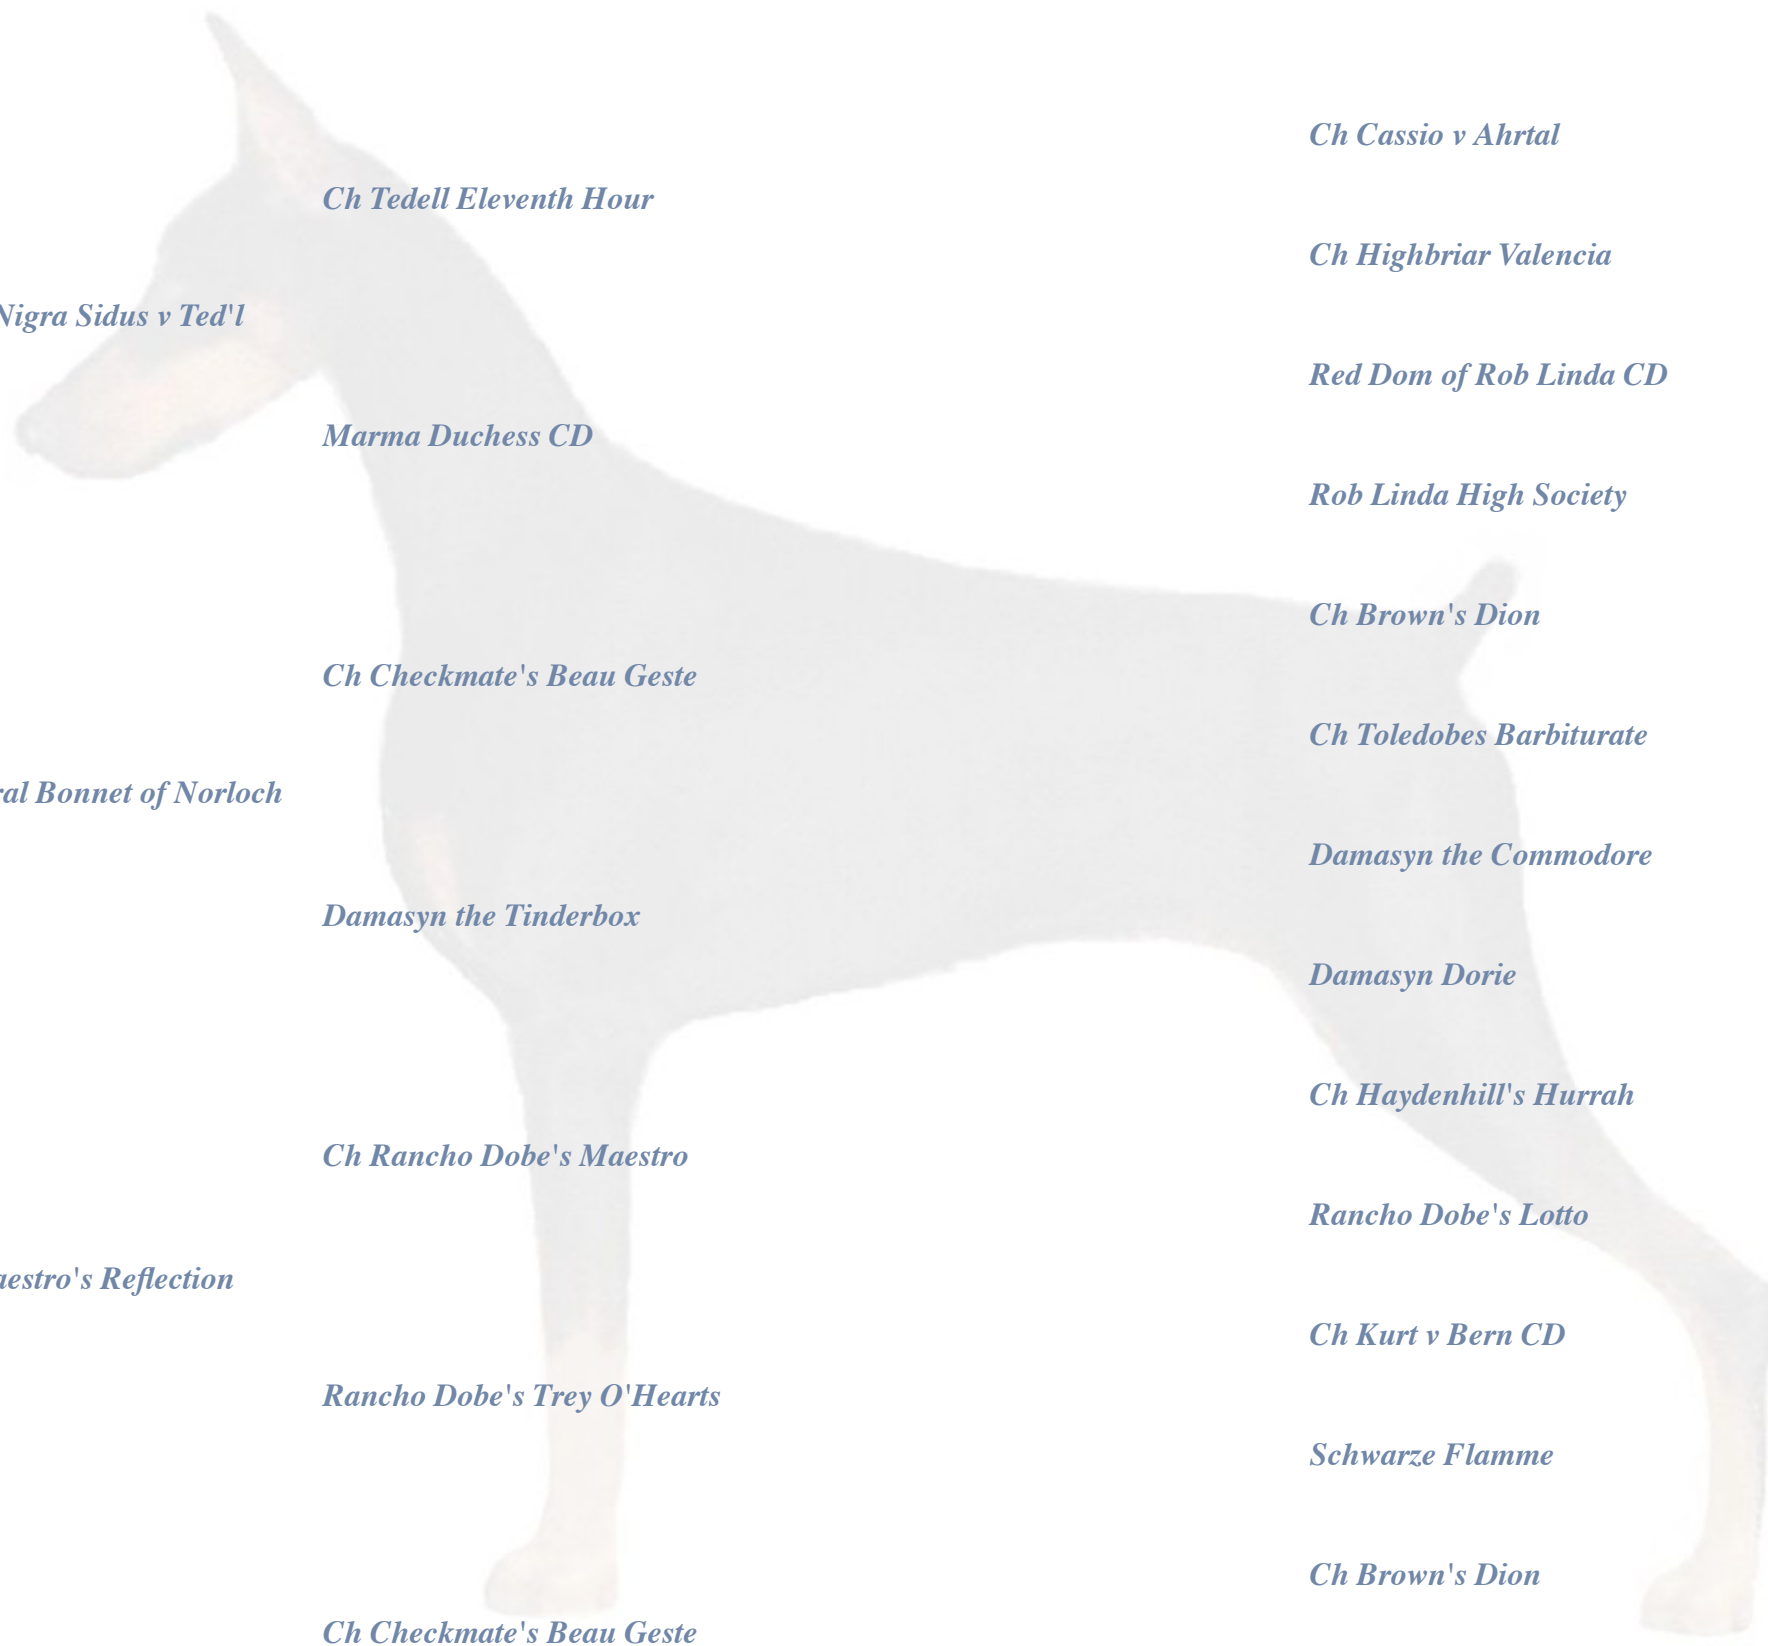 Ch Cassio v Ahrtal
Ch Tedell Eleventh Hour
Ch Highbriar Valencia
Nigra Sidus v Ted'l
Red Dom of Rob Linda CD
Marma Duchess CD
Rob Linda High Society
Ch Brown's Dion
Ch Checkmate's Beau Geste
Ch Toledobes Barbiturate
ral Bonnet of Norloch
Damasyn the Commodore
Damasyn the Tinderbox
Damasyn Dorie
Ch Haydenhill's Hurrah
Ch Rancho Dobe's Maestro
Rancho Dobe's Lotto
aestro's Reflection
Ch Kurt v Bern CD
Rancho Dobe's Trey O'Hearts
Schwarze Flamme
Ch Brown's Dion
Ch Checkmate's Beau Geste